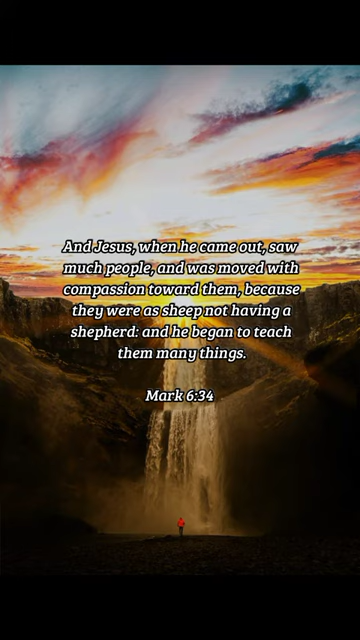 And Jesus, when he came out, saw
much people, and was moved with
compassion toward them, because
they were as sheep not having a
shepherd: and he began to teach
them many things.
Mark 6:34